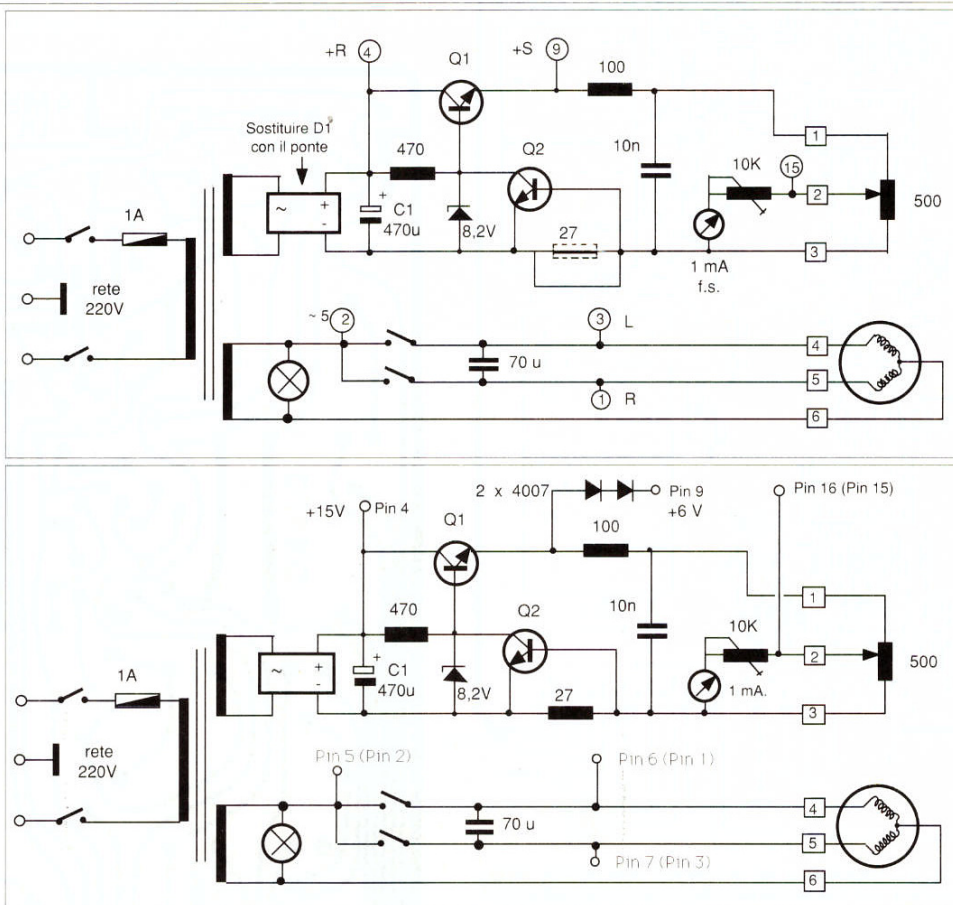 +R 4
Q1
+S 9
100
1
Sostituire D1
con il ponte
470
Q2
10n
10K
15
2
500
1A
~
+
-
+
C1
470u
8,2V
27
1 mA
f.s.
3
rete
220V
~ 5 2
3 L
4
70 u
5
1 R
6
2 x 4007
Pin 9
+6 V
Pin 16 (Pin 15)
+15V
Pin 4
Q1
100
1
470
Q2
10n
10K
2
500
1A
~
+
-
+
C1
470u
8,2V
27
1 mA.
3
rete
220V
Pin 5 (Pin 2)
Pin 6 (Pin 1)
4
70 u
5
Pin 7 (Pin 3)
6